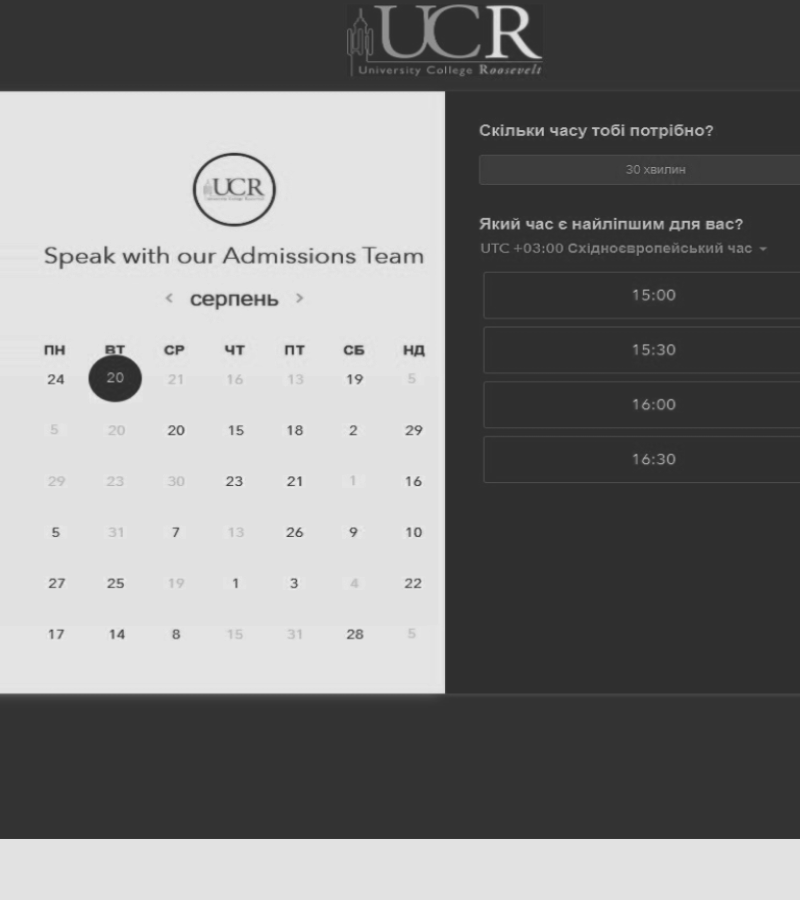 UCR
University College Roosevelt
UCR
Speak with our Admissions Team
< серпень >
ПН ВТ СР ЧТ ПТ СБ НД
24 20 21 16 13 19 5
5 20 20 15 18 2 29
29 23 30 23 21 1 16
5 31 7 13 26 9 10
27 25 19 1 3 4 22
17 14 8 15 31 28 5
Скільки часу тобі потрібно?
30 хвилин
Який час є найліпшим для вас?
UTC +03:00 Східноєвропейський час
15:00
15:30
16:00
16:30